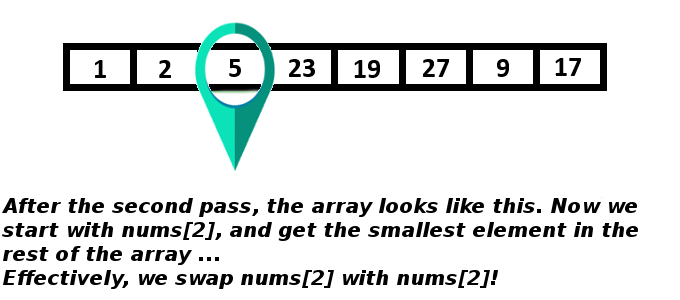 1 2 5 23 19 27 9 17
After the second pass, the array looks like this. Now we
start with nums[2], and get the smallest element in the
rest of the array ...
Effectively, we swap nums[2] with nums[2]!